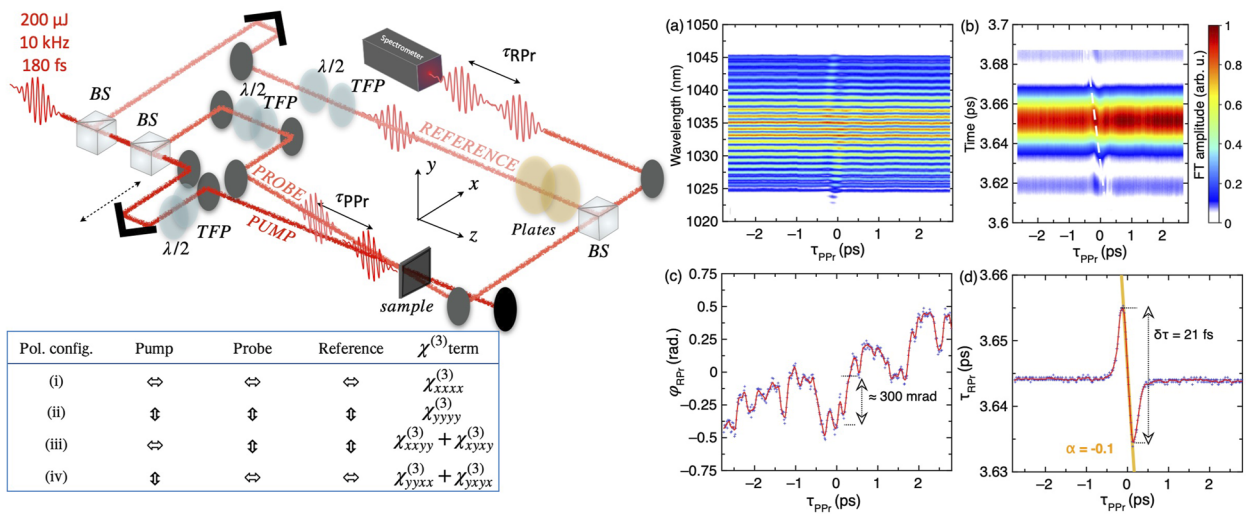 200 µJ
10 kHz
180 fs
BS
BS
λ/2
TFP
λ/2
TFP
Spectrometer
τRPr
REFERENCE
PROBE
PUMP
τPPr
λ/2
TFP
y
x
z
Plates
BS
sample
Pol. config. Pump Probe Reference χ(3) term
(i) ⇔ ⇔ ⇔ χ(3)xxxx
(ii) ⇕ ⇕ ⇕ χ(3)yyyy
(iii) ⇔ ⇕ ⇕ χ(3)xxyy + χ(3)xyxy
(iv) ⇕ ⇔ ⇔ χ(3)yyxx + χ(3)yxyx
(a)
Wavelength (nm)
1050
1045
1040
1035
1030
1025
1020
−2 −1 0 1 2
τPPr (ps)
(b)
Time (ps)
3.7
3.66
3.62
3.6
−2 −1 0 1 2
τPPr (ps)
FT amplitude (arb. u.)
1
0.8
0.6
0.4
0.2
0
(c)
φRPr (rad.)
0.75
0.5
0.25
0
−0.25
−0.5
−0.75
≈ 300 mrad
−2 −1 0 1 2
τPPr (ps)
(d)
τRPr (ps)
3.66
3.65
3.64
3.63
δτ = 21 fs
α = -0.1
−2 −1 0 1 2
τPPr (ps)